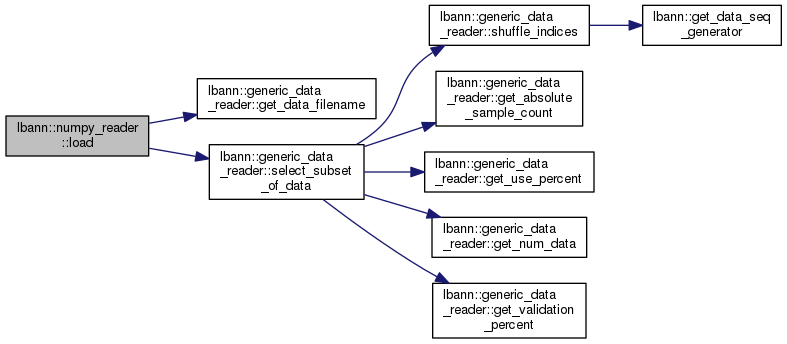 lbann::numpy_reader
::load
lbann::generic_data
_reader::get_data_filename
lbann::generic_data
_reader::select_subset
_of_data
lbann::generic_data
_reader::shuffle_indices
lbann::get_data_seq
_generator
lbann::generic_data
_reader::get_absolute
_sample_count
lbann::generic_data
_reader::get_use_percent
lbann::generic_data
_reader::get_num_data
lbann::generic_data
_reader::get_validation
_percent